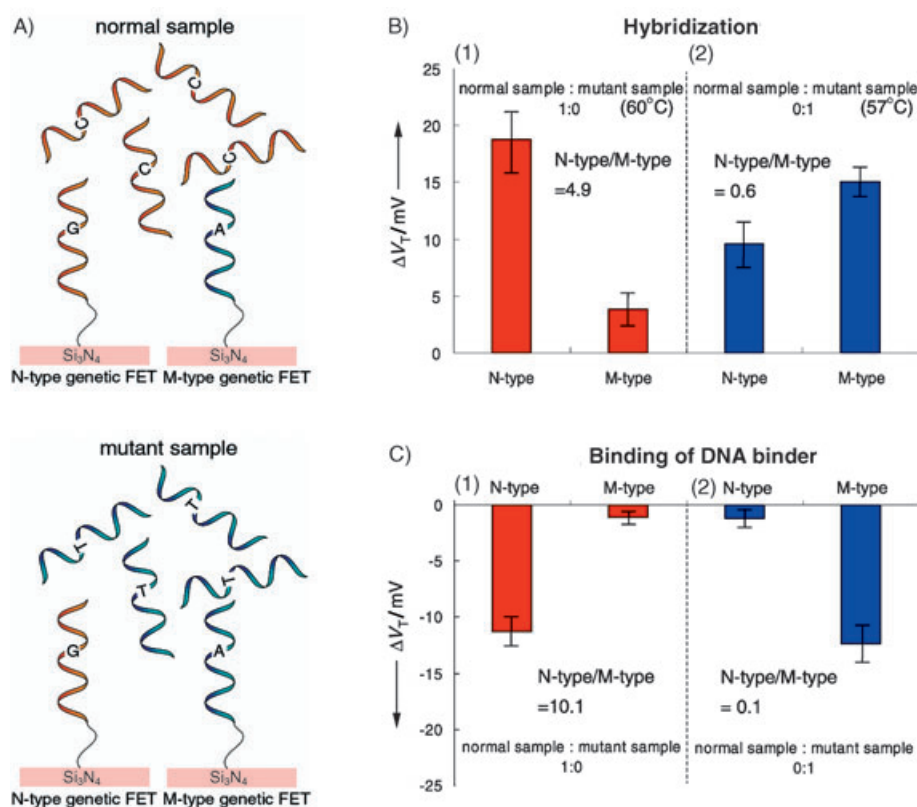 A)
normal sample
C
C
C
C
G
A
Si₃N₄
Si₃N₄
N-type genetic FET
M-type genetic FET
mutant sample
T
T
T
T
G
A
Si₃N₄
Si₃N₄
N-type genetic FET
M-type genetic FET
B)
Hybridization
(1)
(2)
normal sample : mutant sample
1:0 (60°C)
normal sample : mutant sample
0:1 (57°C)
N-type/M-type
=4.9
N-type/M-type
= 0.6
25
20
15
10
5
0
ΔV_T/mV
N-type
M-type
N-type
M-type
C)
Binding of DNA binder
(1)
(2)
N-type
M-type
N-type
M-type
0
-5
-10
-15
-20
-25
ΔV_T/mV
N-type/M-type
=10.1
N-type/M-type
= 0.1
normal sample : mutant sample
1:0
normal sample : mutant sample
0:1